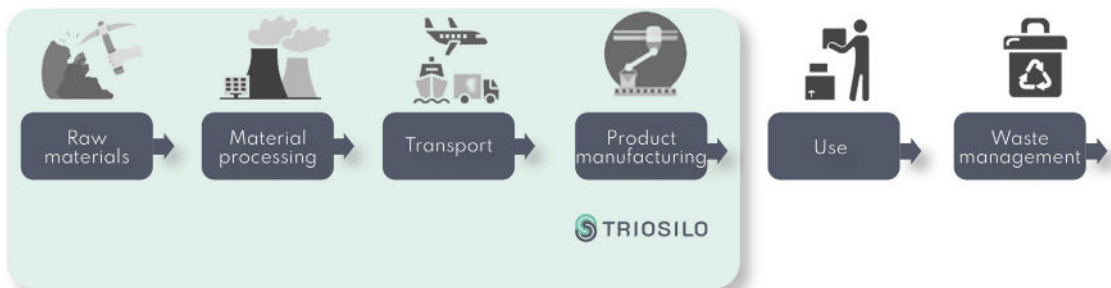 Raw
materials
Material
processing
Transport
Product
manufacturing
Use
Waste
management
TRIOSILO